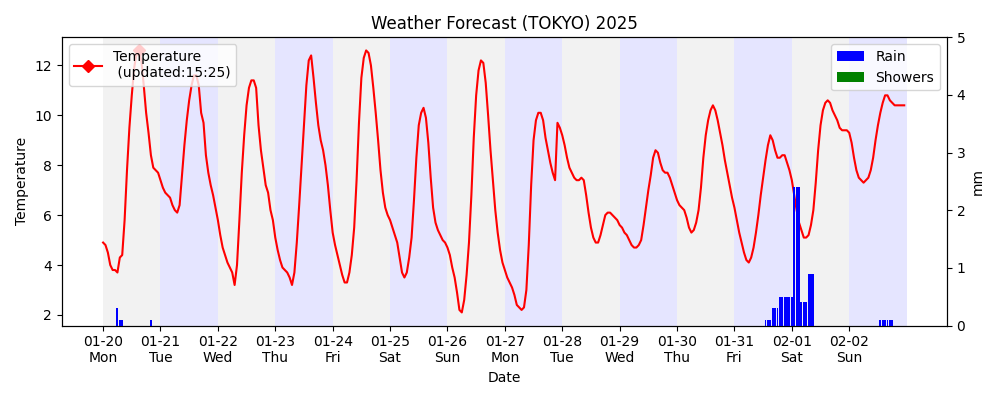 Weather Forecast (TOKYO) 2025
Temperature
(updated:15:25)
Rain
Showers
Temperature
12
10
8
6
4
2
5
4
3
2
1
0
mm
01-20 01-21 01-22 01-23 01-24 01-25 01-26 01-27 01-28 01-29 01-30 01-31 02-01 02-02
Mon Tue Wed Thu Fri Sat Sun Mon Tue Wed Thu Fri Sat Sun
Date